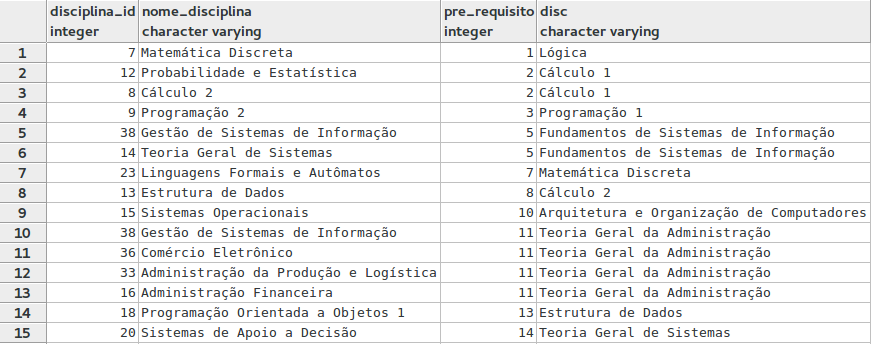 disciplina_id nome_disciplina pre_requisito disc
integer character varying integer character varying
1 7 Matemática Discreta 1 Lógica
2 12 Probabilidade e Estatística 2 Cálculo 1
3 8 Cálculo 2 2 Cálculo 1
4 9 Programação 2 3 Programação 1
5 38 Gestão de Sistemas de Informação 5 Fundamentos de Sistemas de Informação
6 14 Teoria Geral de Sistemas 5 Fundamentos de Sistemas de Informação
7 23 Linguagens Formais e Autômatos 7 Matemática Discreta
8 13 Estrutura de Dados 8 Cálculo 2
9 15 Sistemas Operacionais 10 Arquitetura e Organização de Computadores
10 38 Gestão de Sistemas de Informação 11 Teoria Geral da Administração
11 36 Comércio Eletrônico 11 Teoria Geral da Administração
12 33 Administração da Produção e Logística 11 Teoria Geral da Administração
13 16 Administração Financeira 11 Teoria Geral da Administração
14 18 Programação Orientada a Objetos 1 13 Estrutura de Dados
15 20 Sistemas de Apoio a Decisão 14 Teoria Geral de Sistemas